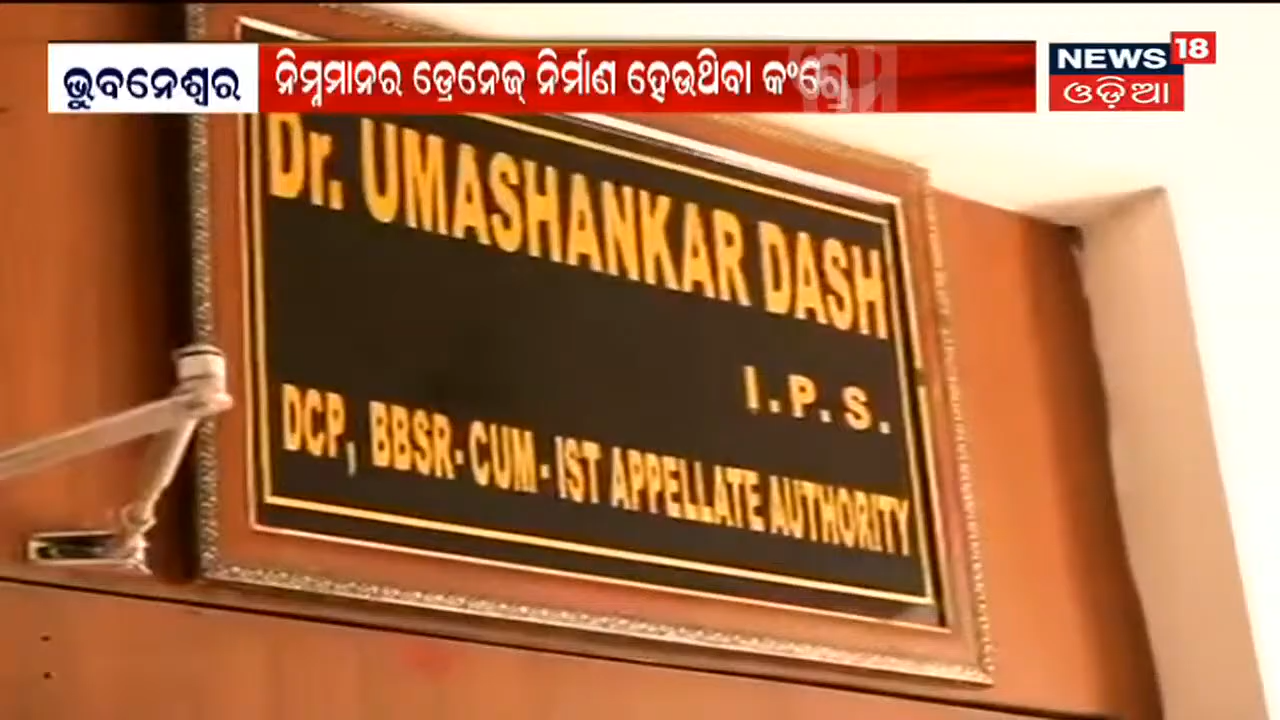 ଭୁବନେଶ୍ୱର
ନିମ୍ନମାନର ଡ୍ରେନେଜ୍ ନିର୍ମାଣ ହେଉଥିବା
NEWS 18
ଓଡ଼ିଆ
Dr. UMASHANKAR DASH
I.P.S.
DCP, BBSR-CUM-IST APPELLATE AUTHORITY